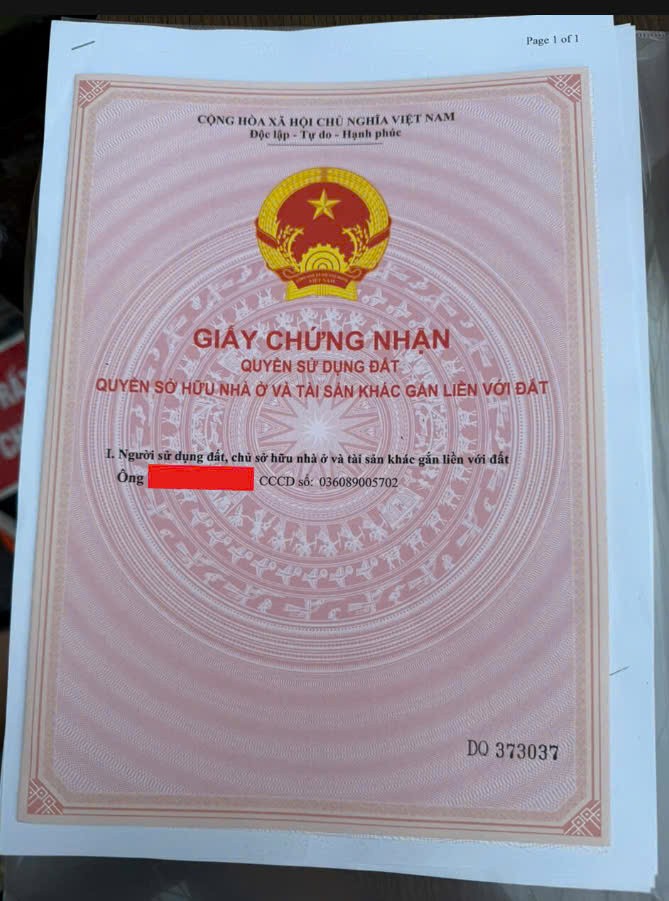 Page 1 of 1
CỘNG HÒA XÃ HỘI CHỦ NGHĨA VIỆT NAM
Độc lập - Tự do - Hạnh phúc
VIỆT NAM
GIẤY CHỨNG NHẬN
QUYỀN SỬ DỤNG ĐẤT
QUYỀN SỞ HỮU NHÀ Ở VÀ TÀI SẢN KHÁC GẮN LIỀN VỚI ĐẤT
I. Người sử dụng đất, chủ sở hữu nhà ở và tài sản khác gắn liền với đất
Ông CCCD số: 036089005702
DQ 373037